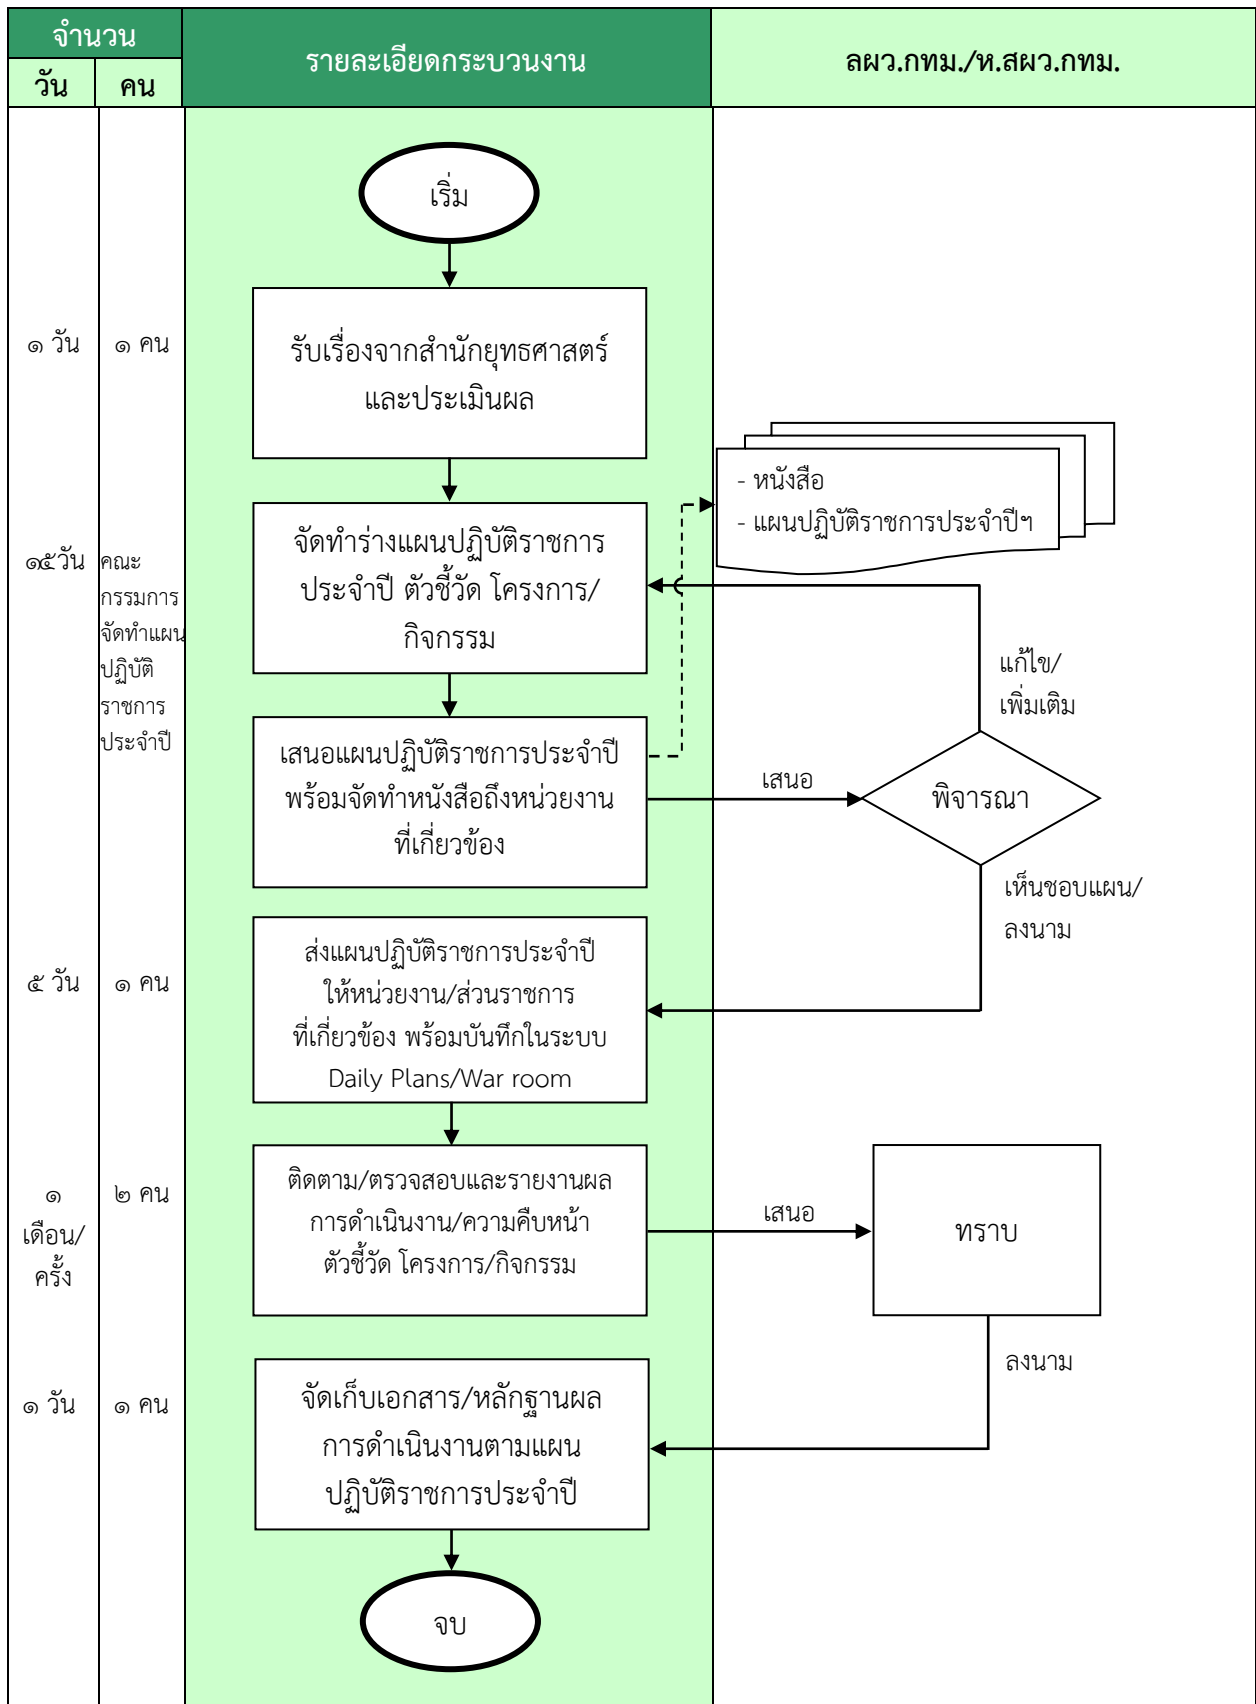 จำนวน
วัน
คน
รายละเอียดกระบวนงาน
ลผว.กทม./ห.สผว.กทม.
เริ่ม
๑ วัน
๑ คน
รับเรื่องจากสำนักยุทธศาสตร์
และประเมินผล
- หนังสือ
- แผนปฏิบัติราชการประจำปีฯ
๑๕วัน
คณะ
กรรมการ
จัดทำแผน
ปฏิบัติ
ราชการ
ประจำปี
จัดทำร่างแผนปฏิบัติราชการ
ประจำปี ตัวชี้วัด โครงการ/
กิจกรรม
แก้ไข/
เพิ่มเติม
เสนอแผนปฏิบัติราชการประจำปี
พร้อมจัดทำหนังสือถึงหน่วยงาน
ที่เกี่ยวข้อง
เสนอ
พิจารณา
เห็นชอบแผน/
ลงนาม
๕ วัน
๑ คน
ส่งแผนปฏิบัติราชการประจำปี
ให้หน่วยงาน/ส่วนราชการ
ที่เกี่ยวข้อง พร้อมบันทึกในระบบ
Daily Plans/War room
๑
เดือน/
ครั้ง
๒ คน
ติดตาม/ตรวจสอบและรายงานผล
การดำเนินงาน/ความคืบหน้า
ตัวชี้วัด โครงการ/กิจกรรม
เสนอ
ทราบ
ลงนาม
๑ วัน
๑ คน
จัดเก็บเอกสาร/หลักฐานผล
การดำเนินงานตามแผน
ปฏิบัติราชการประจำปี
จบ